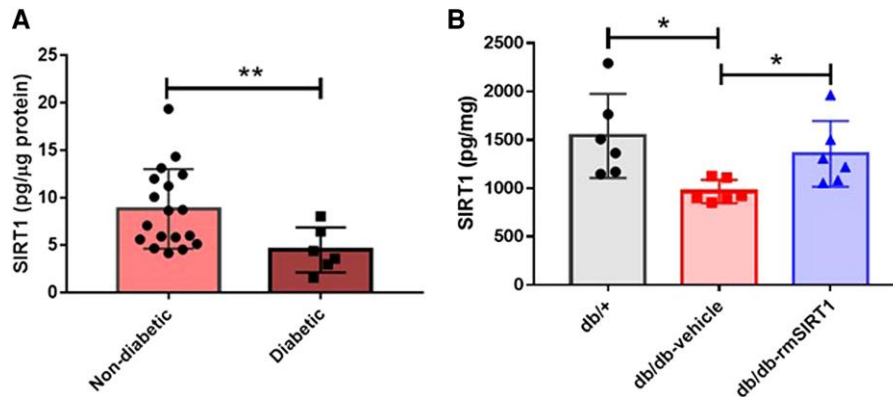 A
SIRT1 (pg/µg protein)
25
20
15
10
5
0
**
Non-diabetic
Diabetic
B
SIRT1 (pg/mg)
2500
2000
1500
1000
500
0
*
*
db/+
db/db-vehicle
db/db-rmSIRT1